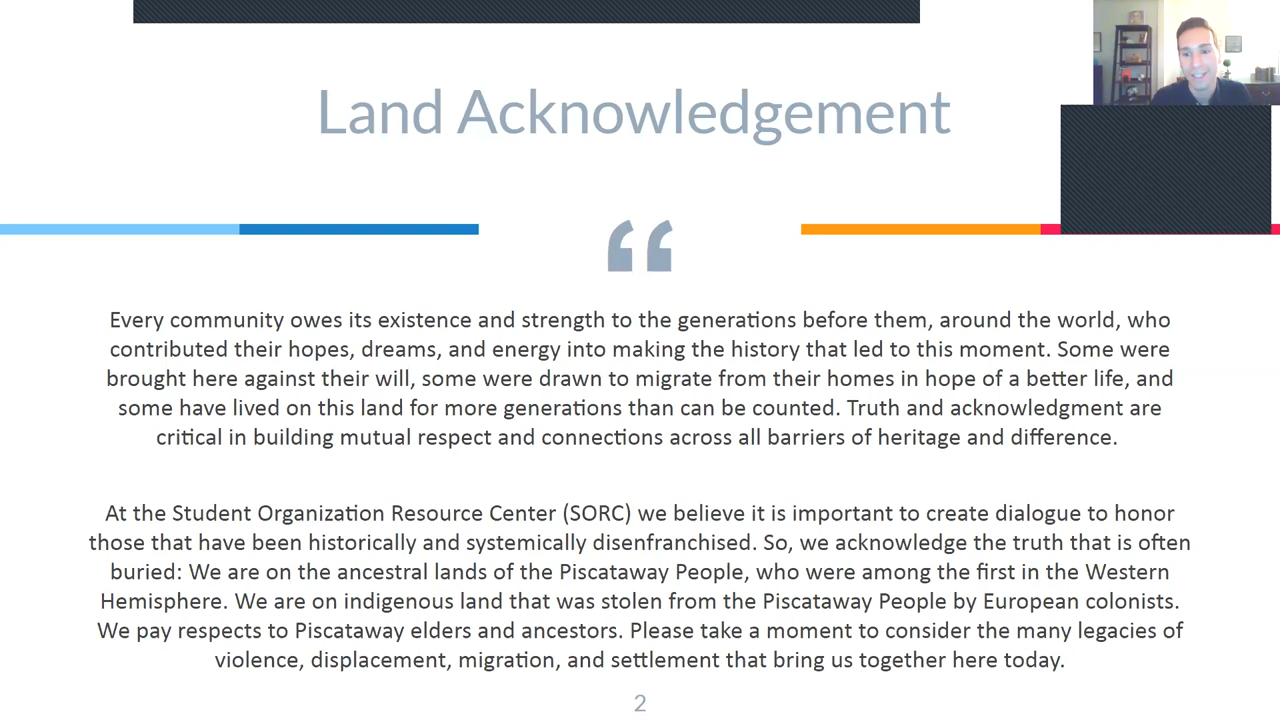 Land Acknowledgement
“
Every community owes its existence and strength to the generations before them, around the world, who
contributed their hopes, dreams, and energy into making the history that led to this moment. Some were
brought here against their will, some were drawn to migrate from their homes in hope of a better life, and
some have lived on this land for more generations than can be counted. Truth and acknowledgment are
critical in building mutual respect and connections across all barriers of heritage and difference.
At the Student Organization Resource Center (SORC) we believe it is important to create dialogue to honor
those that have been historically and systemically disenfranchised. So, we acknowledge the truth that is often
buried: We are on the ancestral lands of the Piscataway People, who were among the first in the Western
Hemisphere. We are on indigenous land that was stolen from the Piscataway People by European colonists.
We pay respects to Piscataway elders and ancestors. Please take a moment to consider the many legacies of
violence, displacement, migration, and settlement that bring us together here today.
2